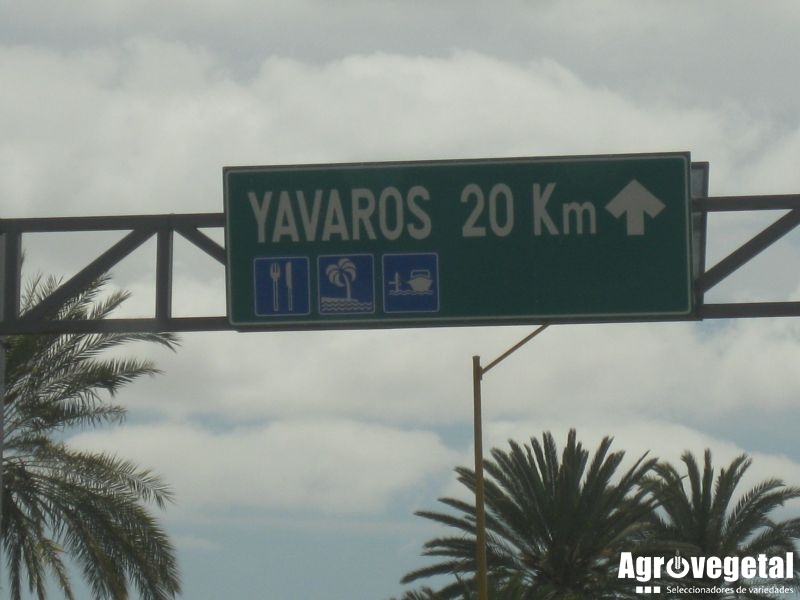 YAVAROS 20 Km
Agrovegetal
Seleccionadores de variedades